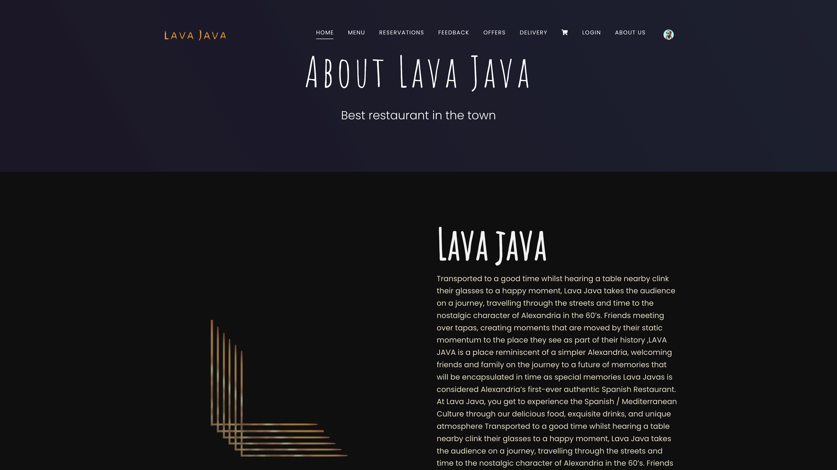 LAVA JAVA
HOME MENU RESERVATIONS FEEDBACK OFFERS DELIVERY LOGIN ABOUT US
About Lava Java
Best restaurant in the town
Lava java
Transported to a good time whilst hearing a table nearby clink
their glasses to a happy moment, Lava Java takes the audience
on a journey, travelling through the streets and time to the
nostalgic character of Alexandria in the 60's. Friends meeting
over tapas, creating moments that are moved by their static
momentum to the place they see as part of their history ,LAVA
JAVA is a place reminiscent of a simpler Alexandria, welcoming
friends and family on the journey to a future of memories that
will be encapsulated in time as special memories Lava Javas is
considered Alexandria's first-ever authentic Spanish Restaurant.
At Lava Java, you get to experience the Spanish / Mediterranean
Culture through our delicious food, exquisite drinks, and unique
atmosphere Transported to a good time whilst hearing a table
nearby clink their glasses to a happy moment, Lava Java takes
the audience on a journey, travelling through the streets and
time to the nostalgic character of Alexandria in the 60's. Friends